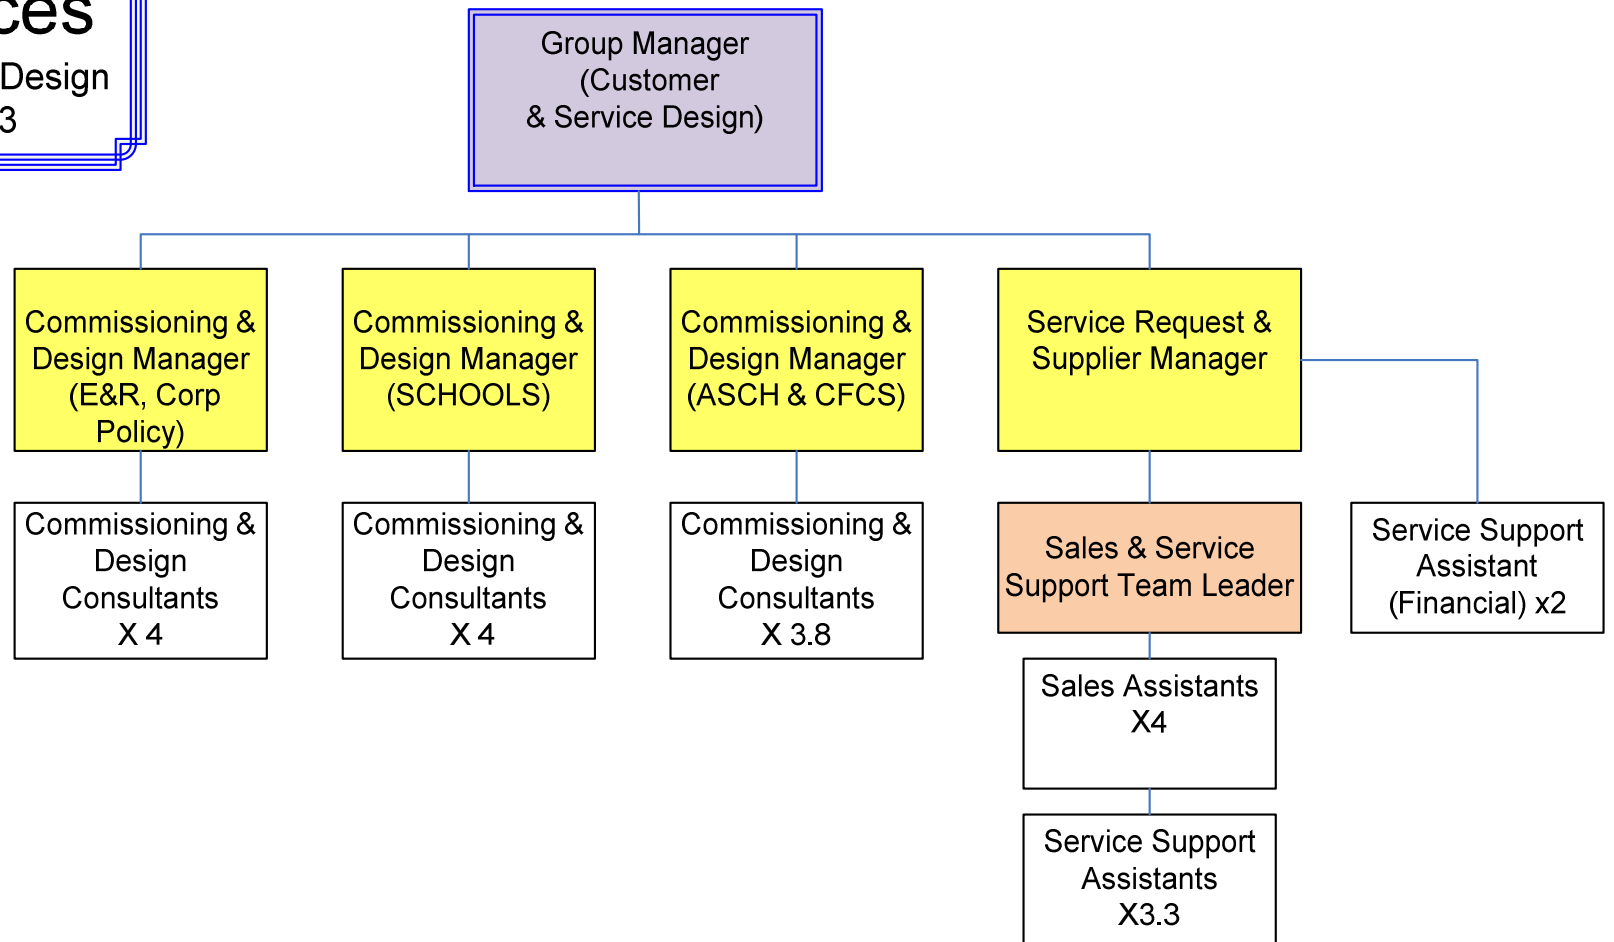 ces
Design
3
Group Manager
(Customer
& Service Design)
Commissioning &
Design Manager
(E&R, Corp
Policy)
Commissioning &
Design Manager
(SCHOOLS)
Commissioning &
Design Manager
(ASCH & CFCS)
Service Request &
Supplier Manager
Commissioning &
Design
Consultants
X 4
Commissioning &
Design
Consultants
X 4
Commissioning &
Design
Consultants
X 3.8
Sales & Service
Support Team Leader
Service Support
Assistant
(Financial) x2
Sales Assistants
X4
Service Support
Assistants
X3.3